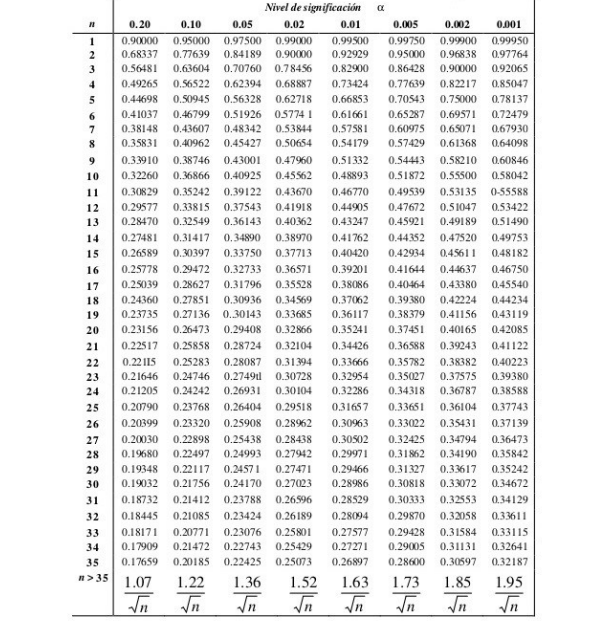 Nivel de significación α
n 0.20 0.10 0.05 0.02 0.01 0.005 0.002 0.001
1 0.90000 0.95000 0.97500 0.99000 0.99500 0.99750 0.99900 0.99950
2 0.68337 0.77639 0.84189 0.90000 0.92929 0.95000 0.96838 0.97764
3 0.56481 0.63604 0.70760 0.78456 0.82900 0.86428 0.90000 0.92065
4 0.49265 0.56522 0.62394 0.68887 0.73424 0.77639 0.82217 0.85047
5 0.44698 0.50945 0.56328 0.62718 0.66853 0.70543 0.75000 0.78137
6 0.41037 0.46799 0.51926 0.5774 1 0.61661 0.65287 0.69571 0.72479
7 0.38148 0.43607 0.48342 0.53844 0.57581 0.60975 0.65071 0.67930
8 0.35831 0.40962 0.45427 0.50654 0.54179 0.57429 0.61368 0.64098
9 0.33910 0.38746 0.43001 0.47960 0.51332 0.54443 0.58210 0.60846
10 0.32260 0.36866 0.40925 0.45562 0.48893 0.51872 0.55500 0.58042
11 0.30829 0.35242 0.39122 0.43670 0.46770 0.49539 0.53135 0-55588
12 0.29577 0.33815 0.37543 0.41918 0.44905 0.47672 0.51047 0.53422
13 0.28470 0.32549 0.36143 0.40362 0.43247 0.45921 0.49189 0.51490
14 0.27481 0.31417 0.34890 0.38970 0.41762 0.44352 0.47520 0.49753
15 0.26589 0.30397 0.33750 0.37713 0.40420 0.42934 0.45611 0.48182
16 0.25778 0.29472 0.32733 0.36571 0.39201 0.41644 0.44637 0.46750
17 0.25039 0.28627 0.31796 0.35528 0.38086 0.40464 0.43380 0.45540
18 0.24360 0.27851 0.30936 0.34569 0.37062 0.39380 0.42224 0.44234
19 0.23735 0.27136 0..30143 0.33685 0.36117 0.38379 0.41156 0.43119
20 0.23156 0.26473 0.29408 0.32866 0.35241 0.37451 0.40165 0.42085
21 0.22517 0.25858 0.28724 0.32104 0.34426 0.36588 0.39243 0.41122
22 0.22115 0.25283 0.28087 0.31394 0.33666 0.35782 0.38382 0.40223
23 0.21646 0.24746 0.2749tl 0.30728 0.32954 0.35027 0.37575 0.39380
24 0.21205 0.24242 0.26931 0.30104 0.32286 0.34318 0.36787 0.38588
25 0.20790 0.23768 0.26404 0.29518 0.31657 0.33651 0.36104 0.37743
26 0.20399 0.23320 0.25908 0.28962 0.30963 0.33022 0.35431 0.37139
27 0.20030 0.22898 0.25438 0.28438 0.30502 0.32425 0.34794 0.36473
28 0.19680 0.22497 0.24993 0.27942 0.29971 0.31862 0.34190 0.35842
29 0.19348 0.22117 0.24571 0.27471 0.29466 0.31327 0.33617 0.35242
30 0.19032 0.21756 0.24170 0.27023 0.28986 0.30818 0.33072 0.34672
31 0.18732 0.21412 0.23788 0.26596 0.28529 0.30333 0.32553 0.34129
32 0.18445 0.21085 0.23424 0.26189 0.28094 0.29870 0.32058 0.33611
33 0.18171 0.20771 0.23076 0.25801 0.27577 0.29428 0.31584 0.33115
34 0.17909 0.21472 0.22743 0.25429 0.27271 0.29005 0.31131 0.32641
35 0.17659 0.20185 0.22425 0.25073 0.26897 0.28600 0.30597 0.32187
n > 35 1.07 1.22 1.36 1.52 1.63 1.73 1.85 1.95
√n √n √n √n √n √n √n √n